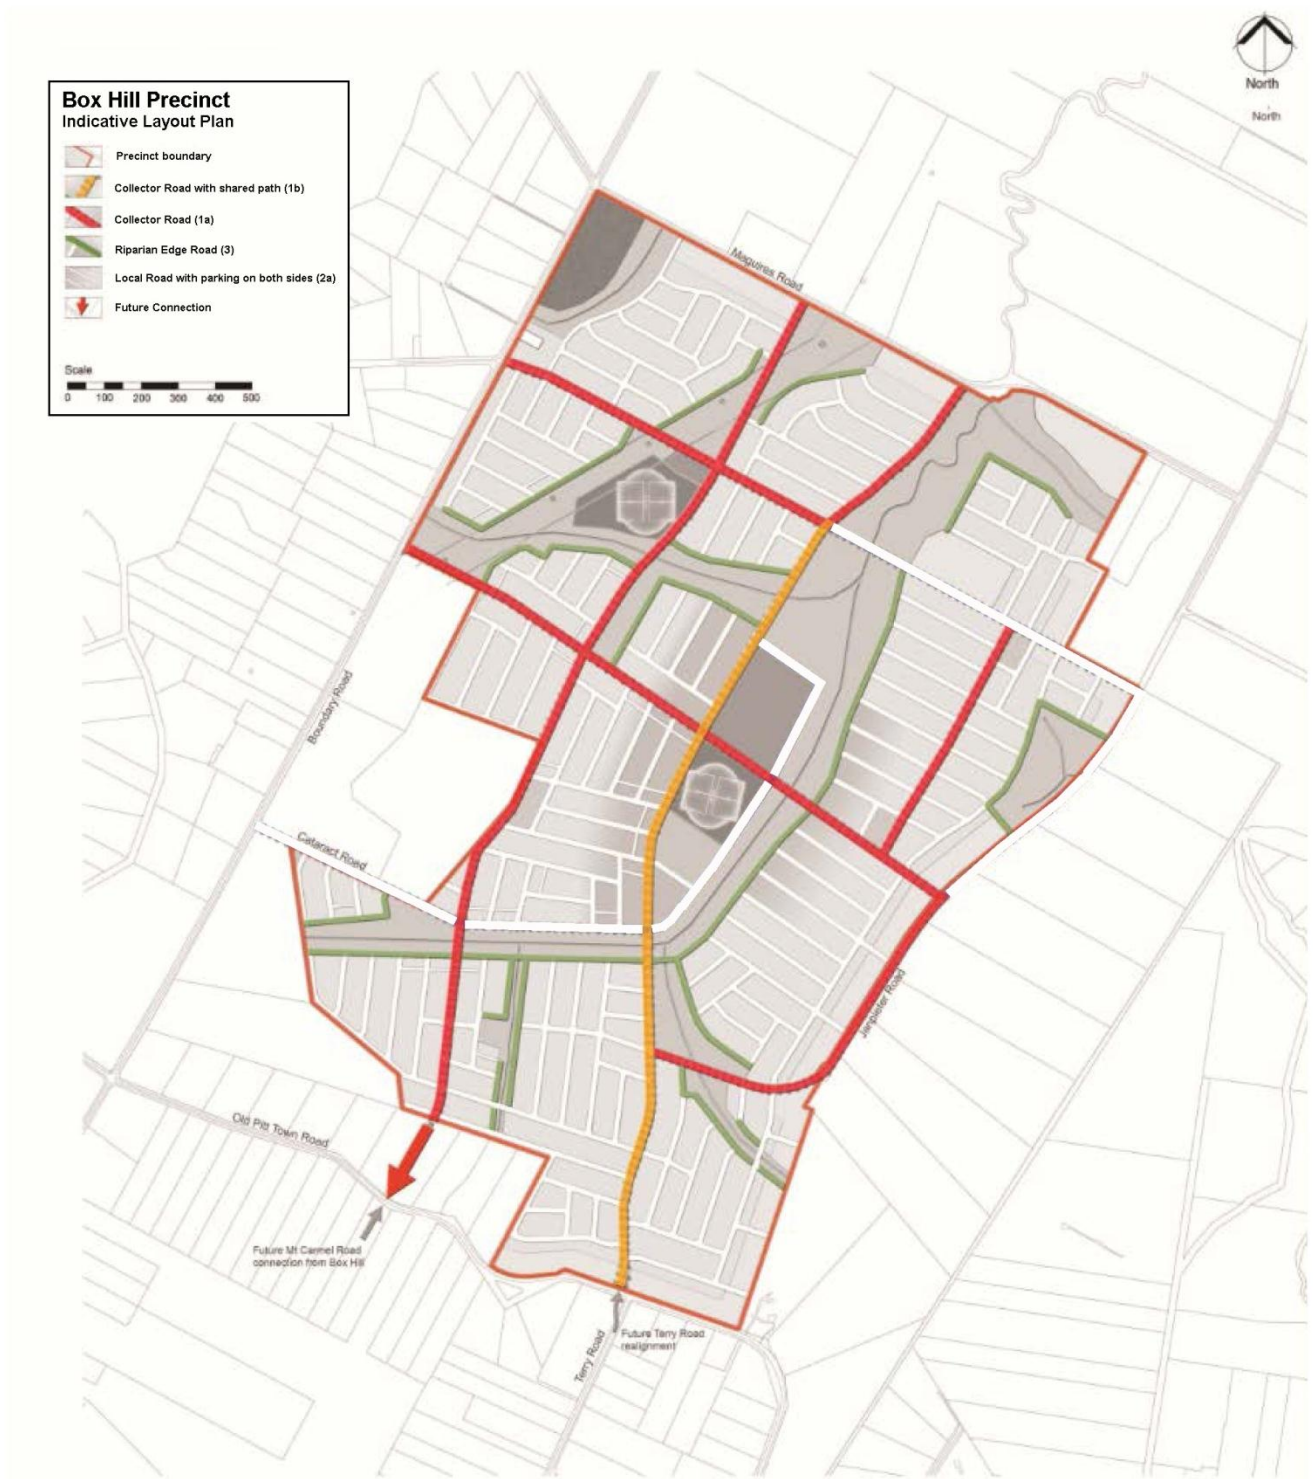 North
North
Box Hill Precinct
Indicative Layout Plan
Precinct boundary
Collector Road with shared path (1b)
Collector Road (1a)
Riparian Edge Road (3)
Local Road with parking on both sides (2a)
Future Connection
Scale
0 100 200 300 400 500
Maguires Road
Boundary Road
Cataract Road
Janpieter Road
Old Pitt Town Road
Future Mt Carmel Road
connection from Box Hill
Future Terry Road
realignment
Terry Road